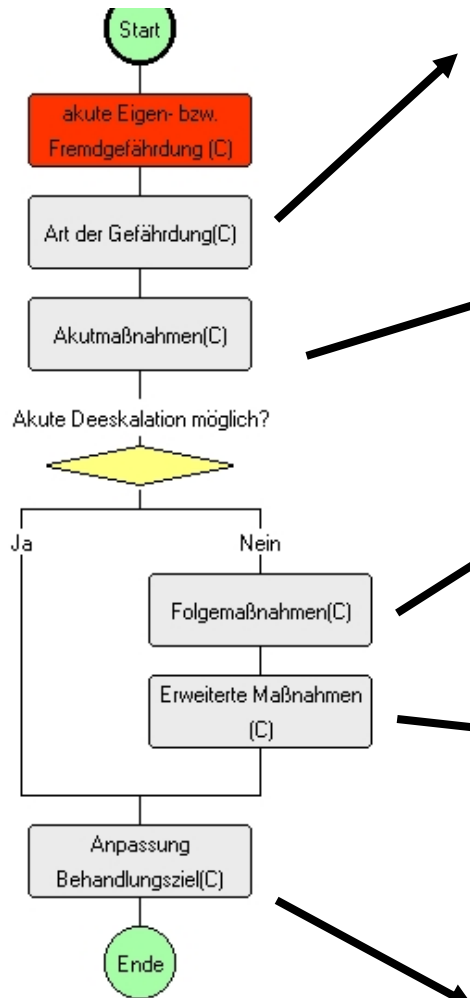 Start
akute Eigen- bzw.
Fremdgefährdung (C)
Art der Gefährdung(C)
Akutmaßnahmen(C)
Akute Deeskalation möglich?
Ja
Nein
Folgemaßnahmen(C)
Erweiterte Maßnahmen
(C)
Anpassung
Behandlungsziel(C)
Ende